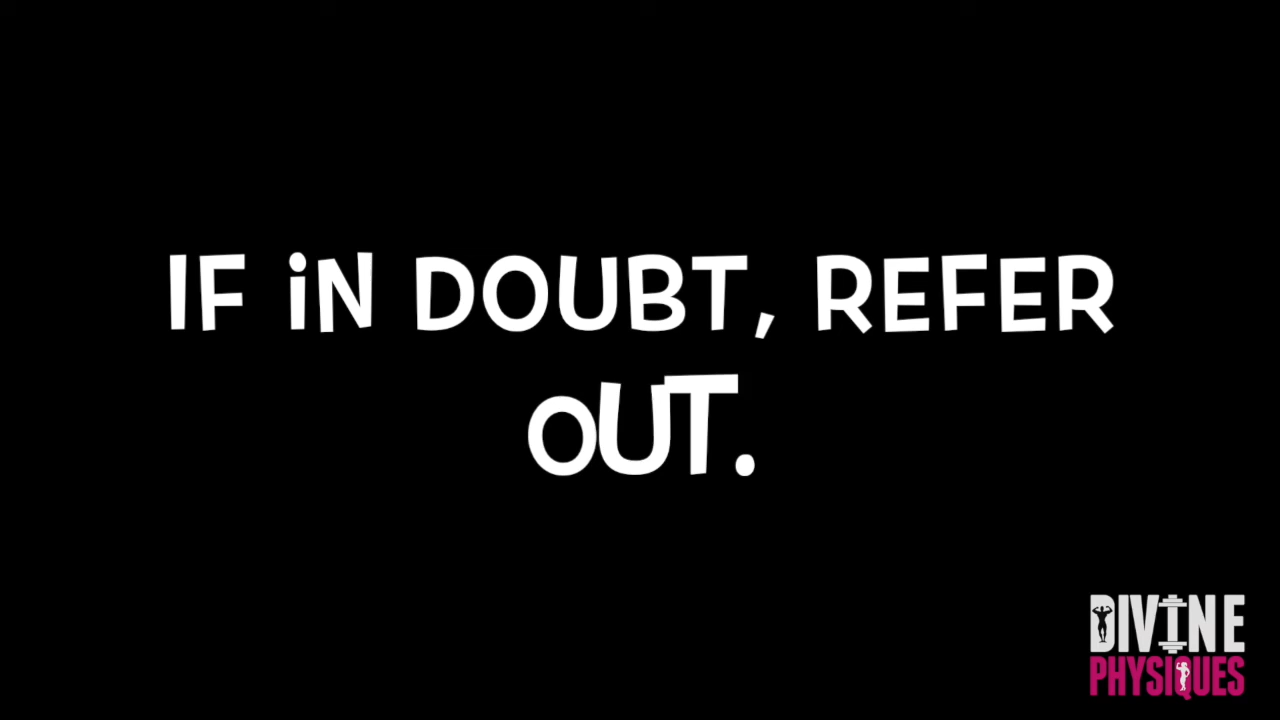 IF iN DOUBT, REFER
OUT.
DIVINE
PHYSIQUES